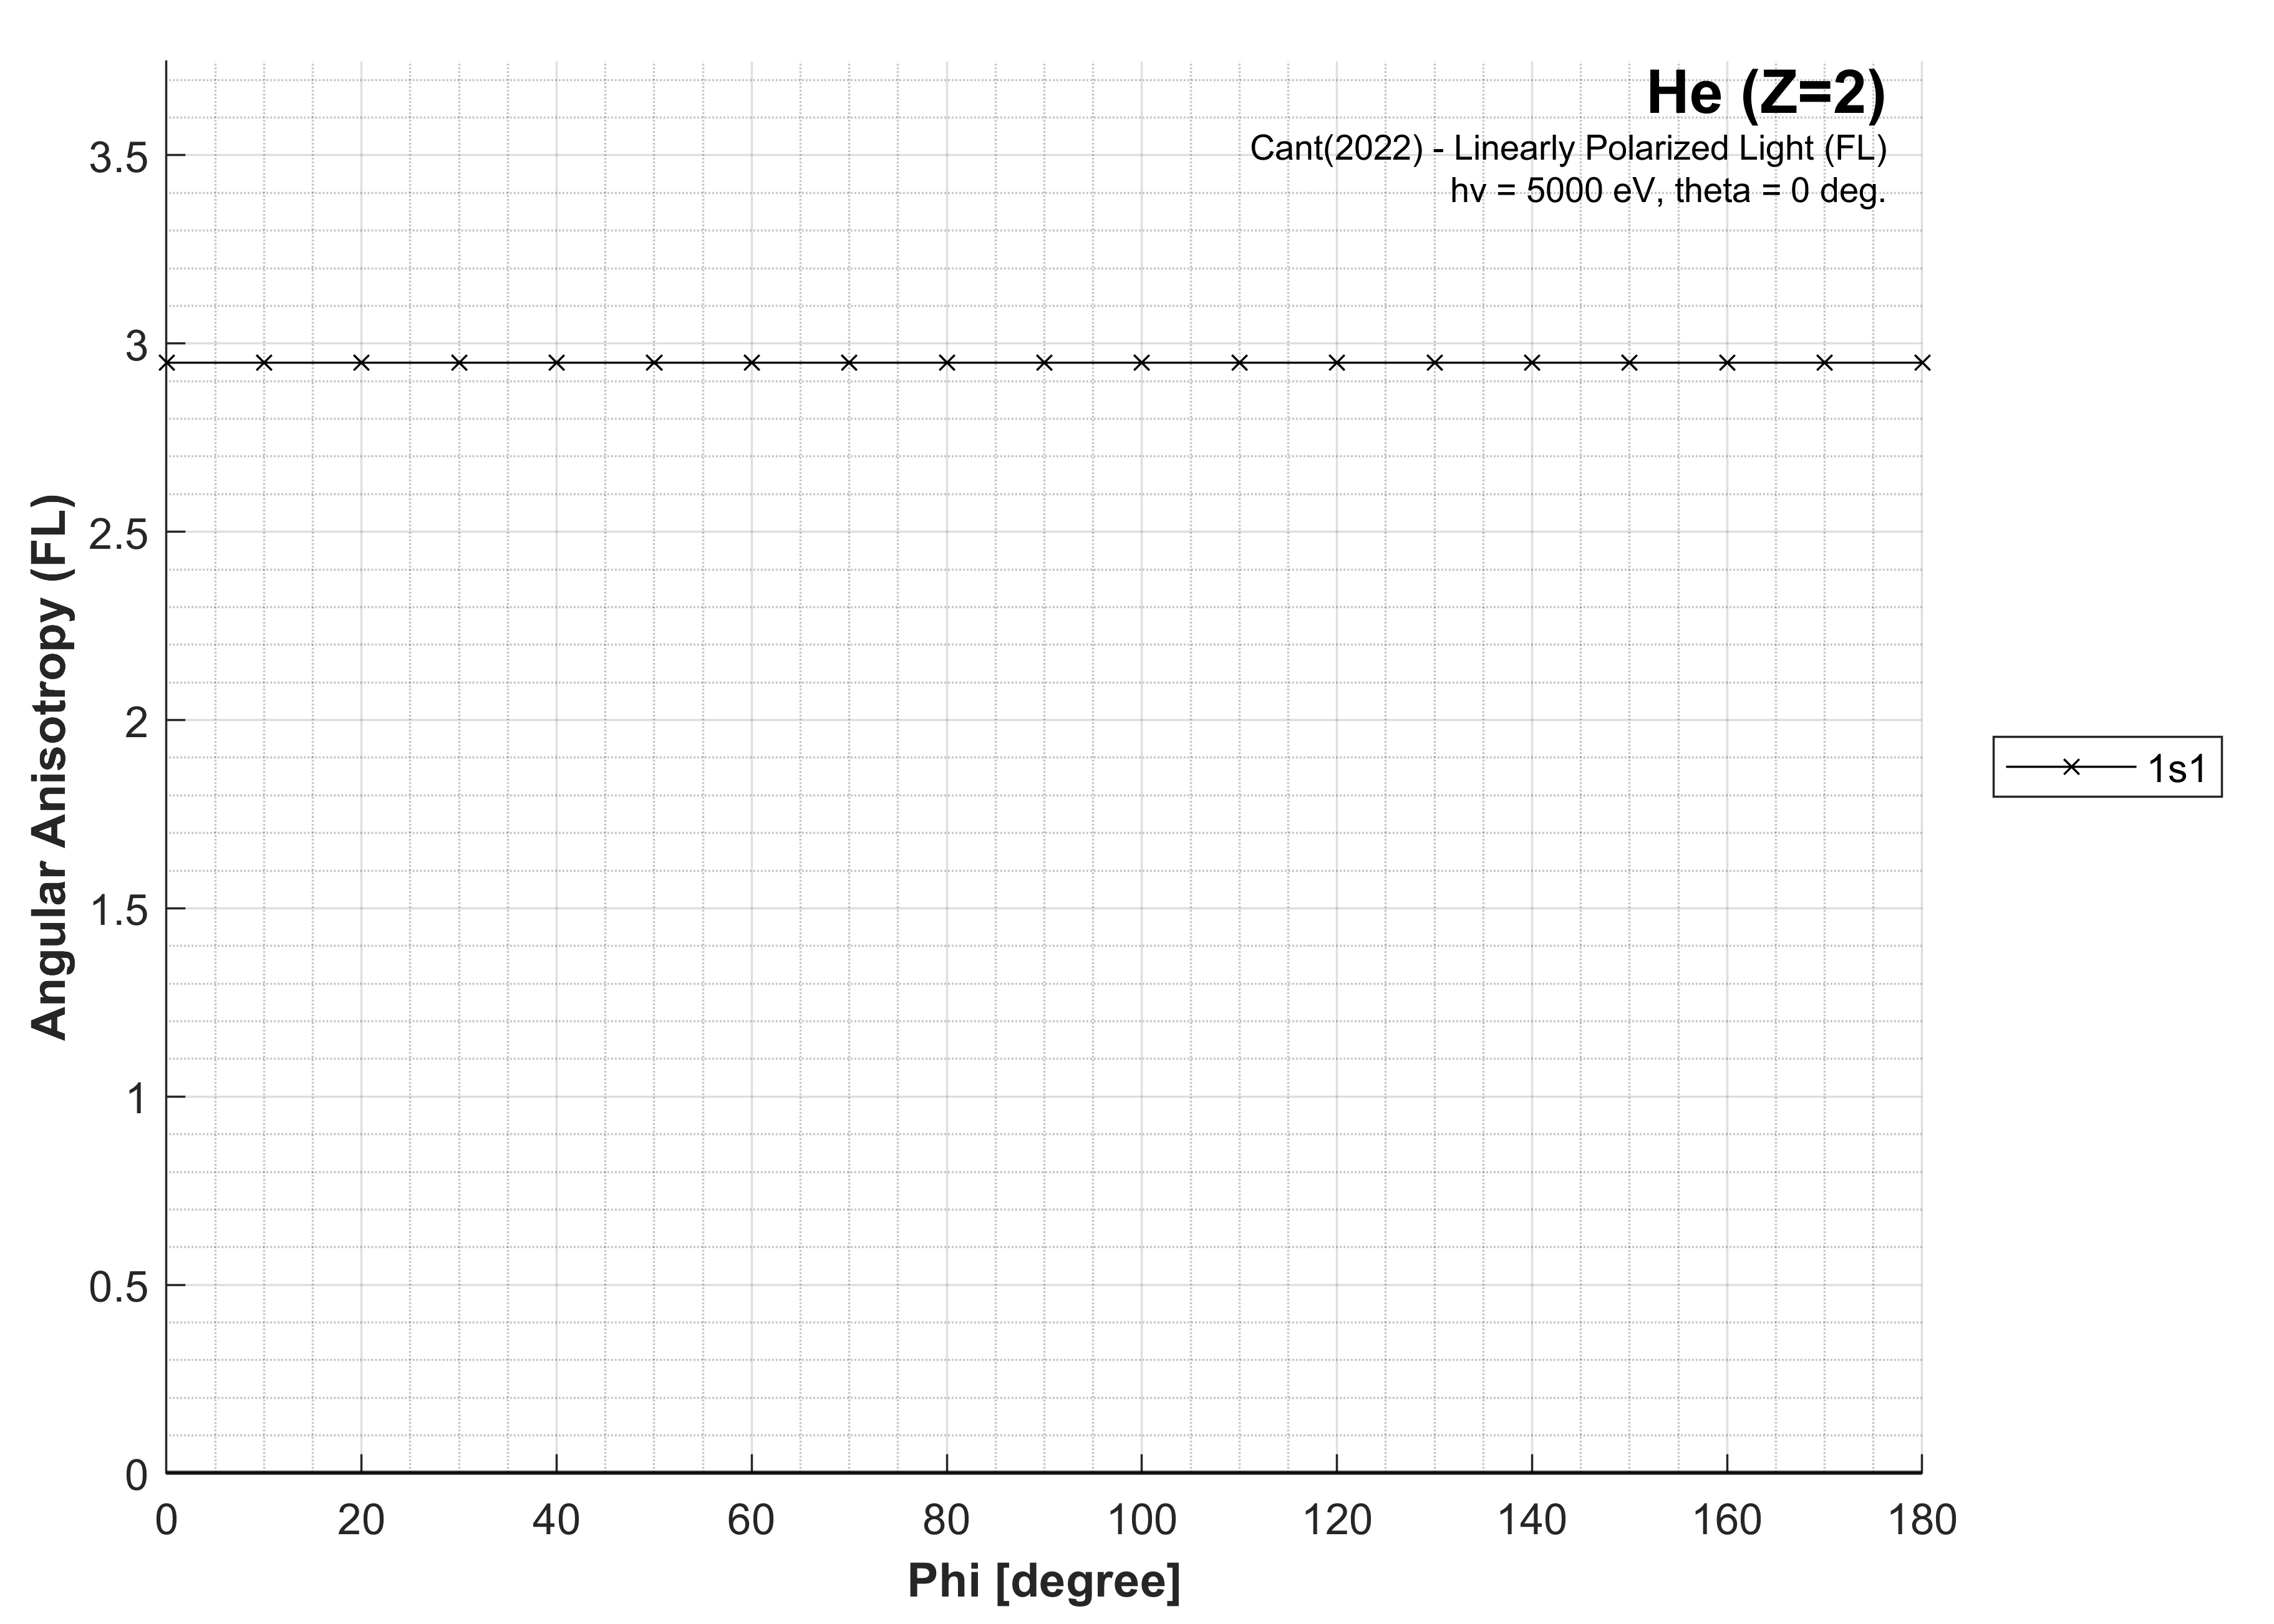 He (Z=2)
Cant(2022) - Linearly Polarized Light (FL)
hv = 5000 eV, theta = 0 deg.
Angular Anisotropy (FL)
3.5
3
2.5
2
1.5
1
0.5
0
0 20 40 60 80 100 120 140 160 180
Phi [degree]
1s1